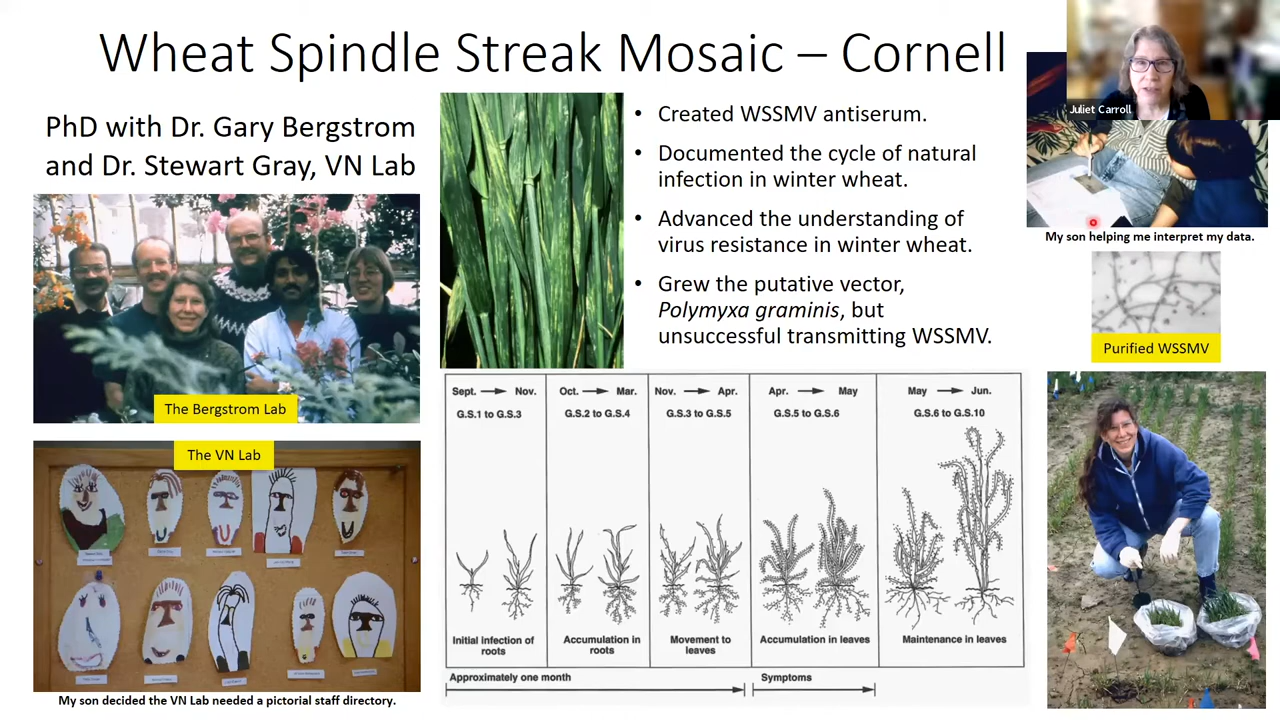 Wheat Spindle Streak Mosaic – Cornell
Juliet Carroll
PhD with Dr. Gary Bergstrom
and Dr. Stewart Gray, VN Lab
The Bergstrom Lab
The VN Lab
My son decided the VN Lab needed a pictorial staff directory.
• Created WSSMV antiserum.
• Documented the cycle of natural
infection in winter wheat.
• Advanced the understanding of
virus resistance in winter wheat.
• Grew the putative vector,
Polymyxa graminis, but
unsuccessful transmitting WSSMV.
My son helping me interpret my data.
Purified WSSMV
Sept. → Nov.
G.S.1 to G.S.3
Initial infection of
roots
Oct. → Mar.
G.S.2 to G.S.4
Accumulation in
roots
Nov. → Apr.
G.S.3 to G.S.5
Movement to
leaves
Apr. → May
G.S.5 to G.S.6
Accumulation in leaves
May → Jun.
G.S.6 to G.S.10
Maintenance in leaves
Approximately one month
Symptoms